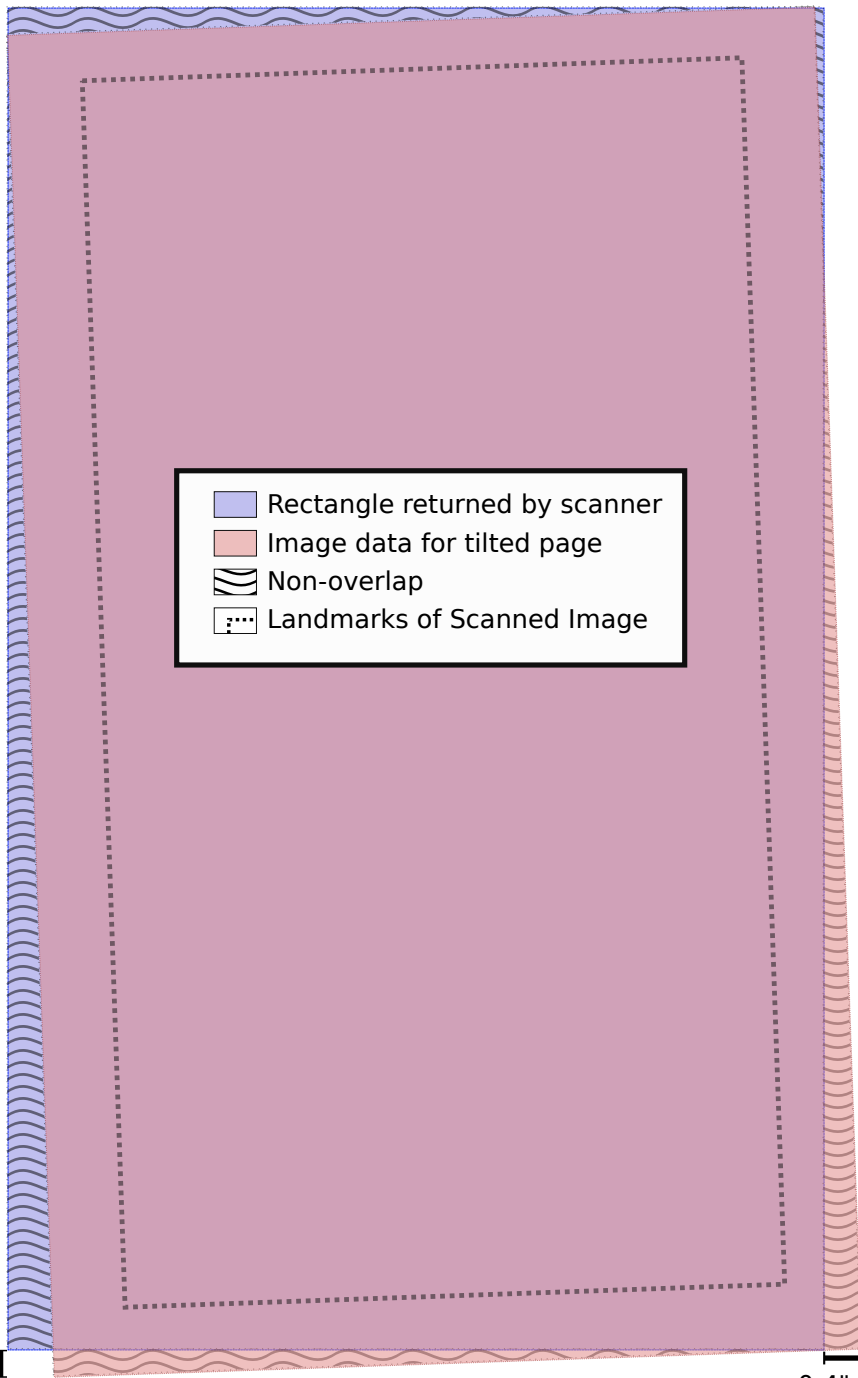 Rectangle returned by scanner
Image data for tilted page
Non-overlap
Landmarks of Scanned Image